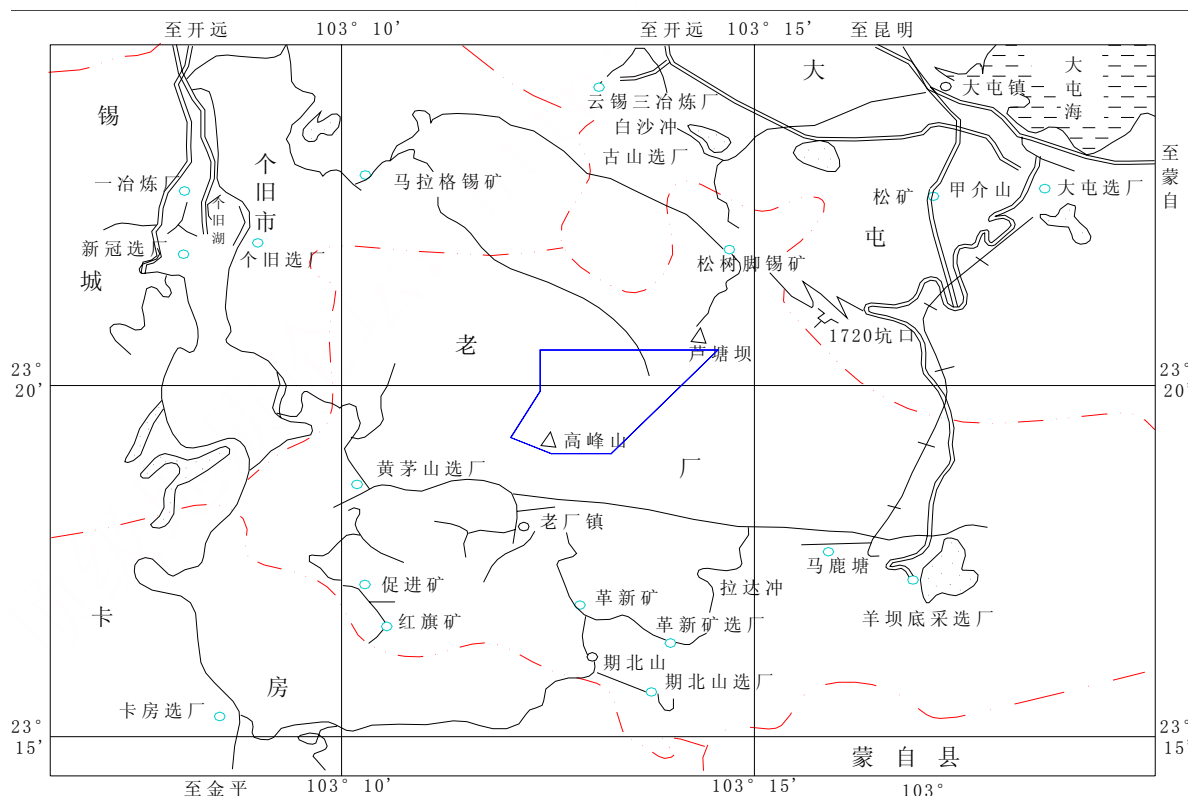 至开远
103° 10'
至开远
103° 15'
至昆明
大
大屯海
大屯镇
云锡三冶炼厂
锡
白沙冲
古山选厂
至蒙自
个旧市
一冶炼厂
马拉格锡矿
松矿
甲介山
大屯选厂
个旧湖
屯
新冠选厂
个旧选厂
松树脚锡矿
城
1720坑口
老
芦塘坝
23°
20'
23°
20'
高峰山
黄茅山选厂
厂
老厂镇
马鹿塘
促进矿
革新矿
拉达冲
红旗矿
革新矿选厂
羊坝底采选厂
卡
期北山
房
期北山选厂
卡房选厂
23°
15'
23°
15'
蒙自县
至金平
103° 10'
103° 15'
103°